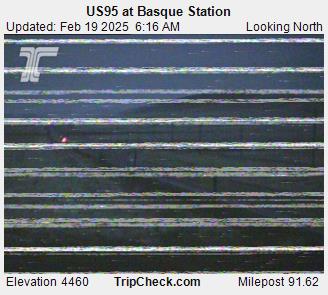 US95 at Basque Station
Updated: Feb 19 2025 6:16 AM Looking North
Elevation 4460 TripCheck.com Milepost 91.62